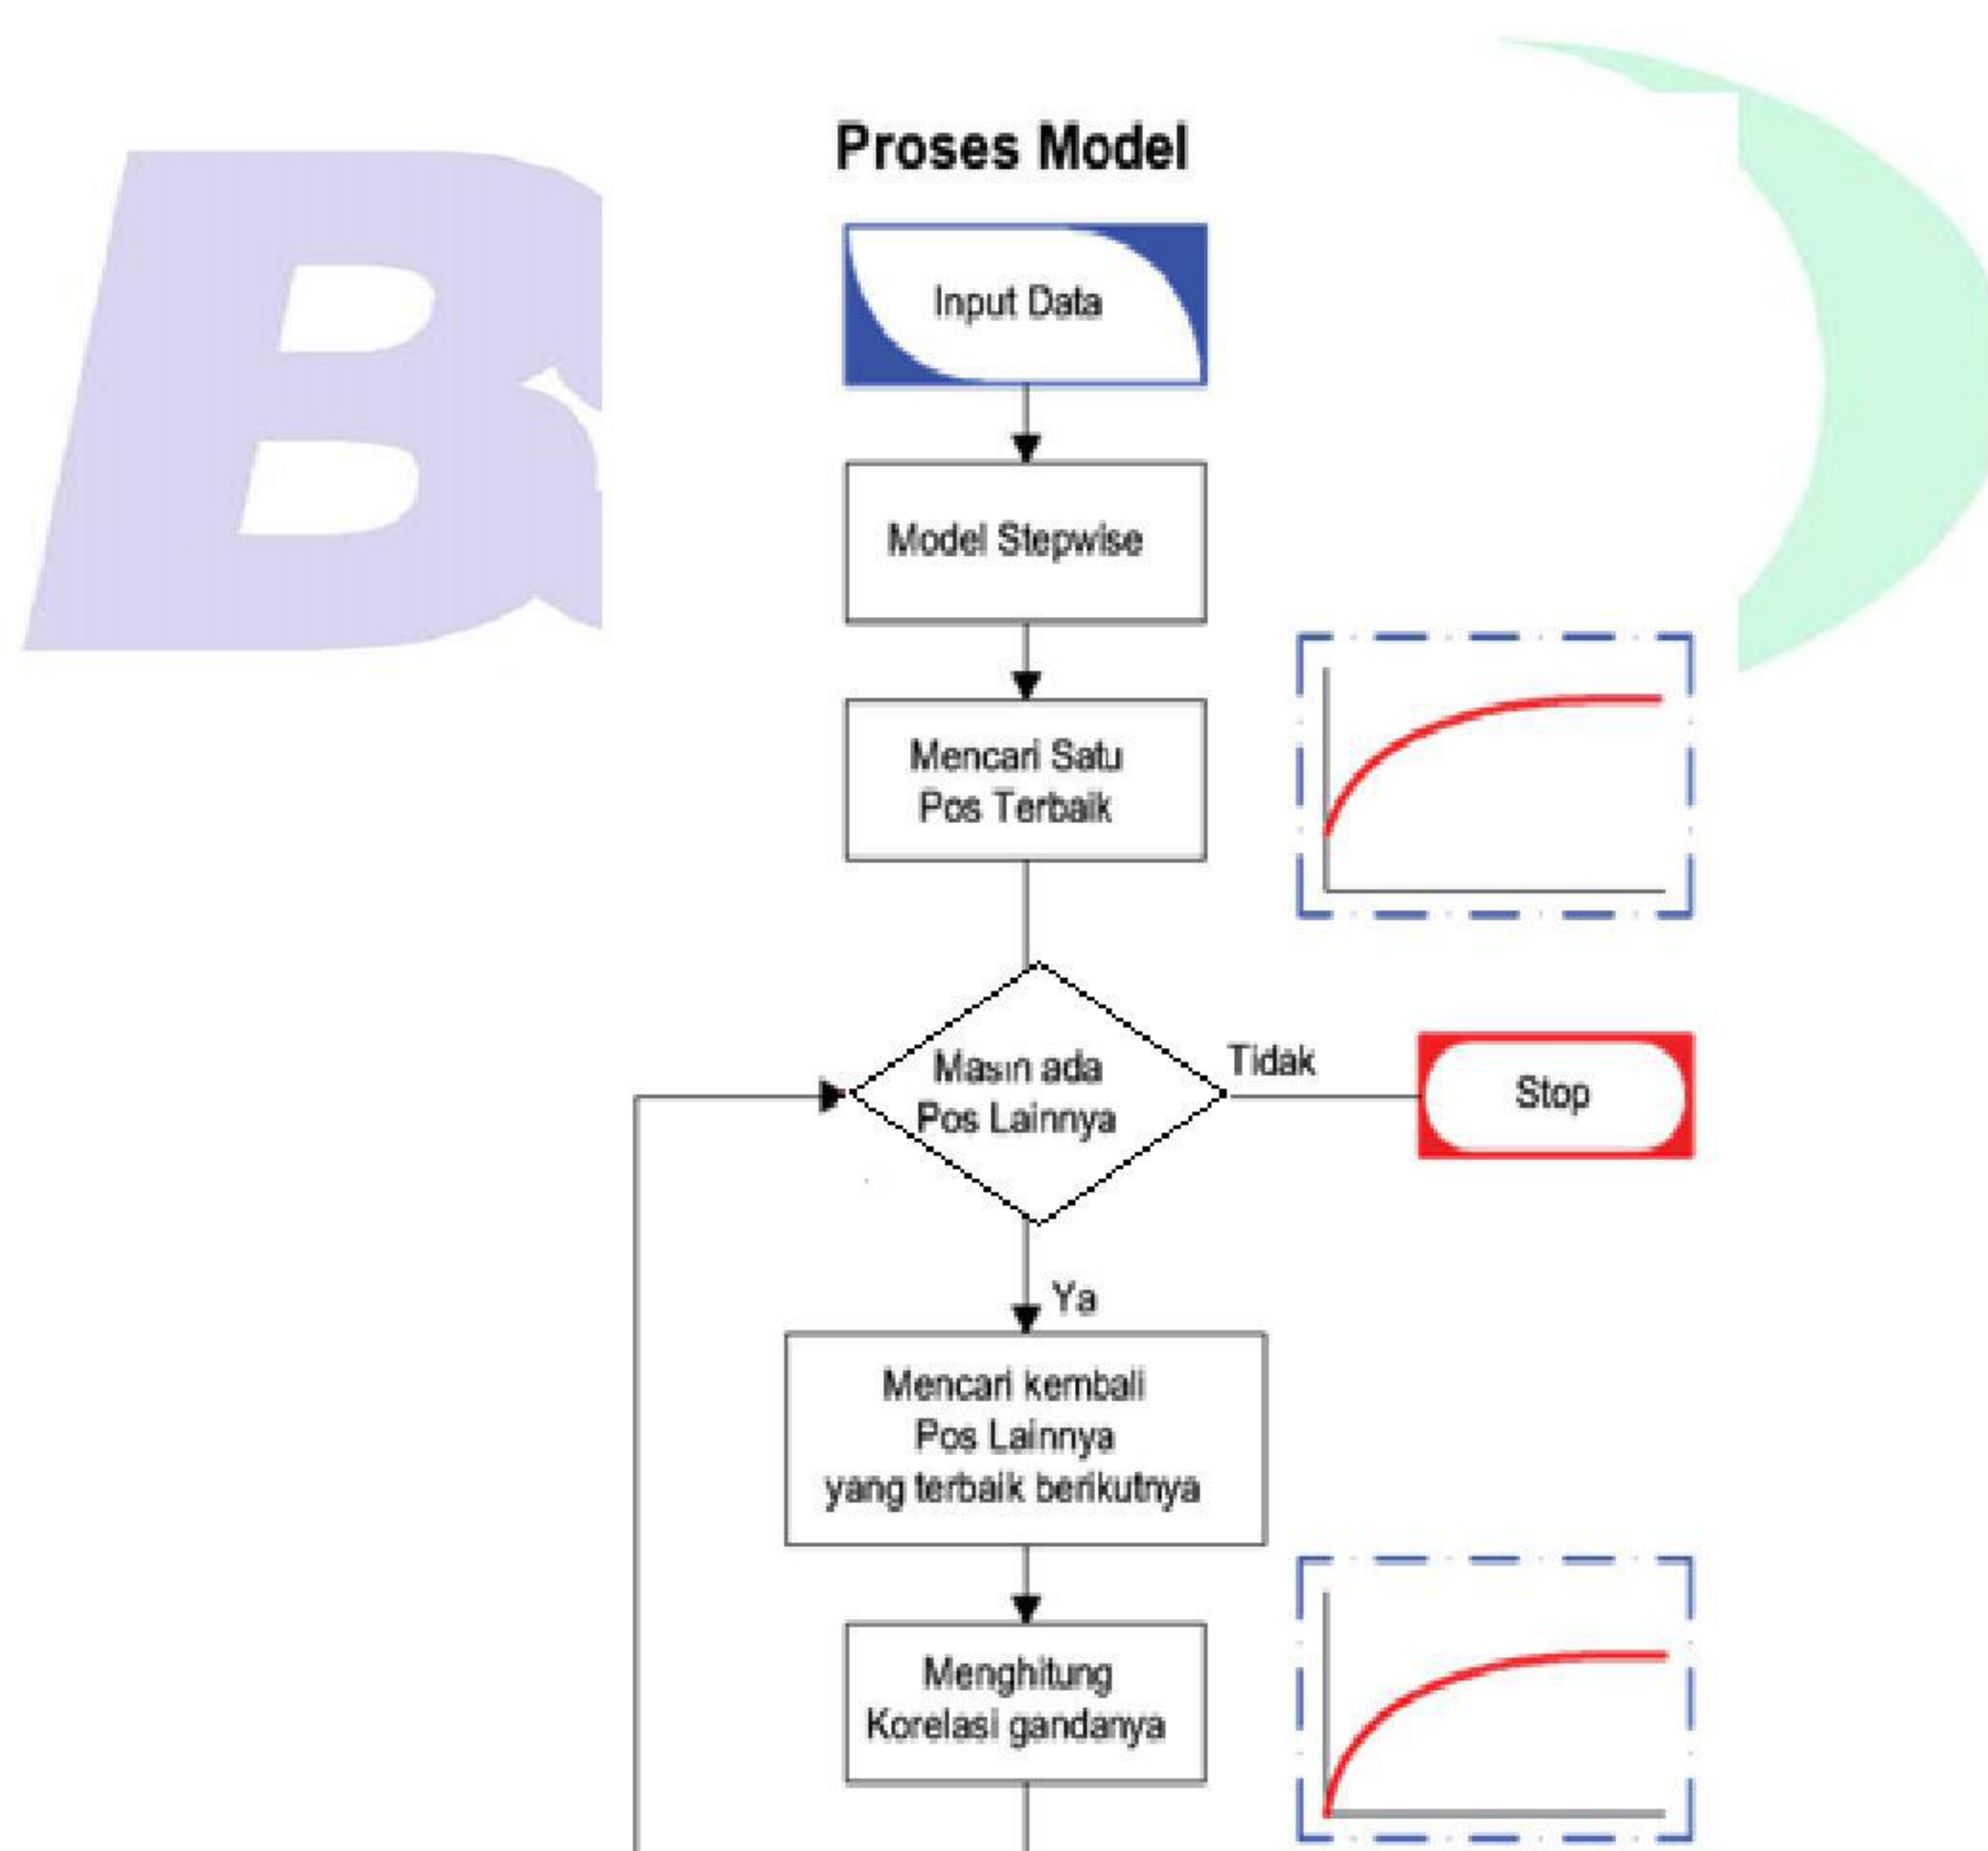 Proses Model
Input Data
Model Stepwise
Mencari Satu
Pos Terbaik
Masih ada
Pos Lainnya
Tidak
Stop
Ya
Mencari kembali
Pos Lainnya
yang terbaik berikutnya
Menghitung
Korelasi gandanya